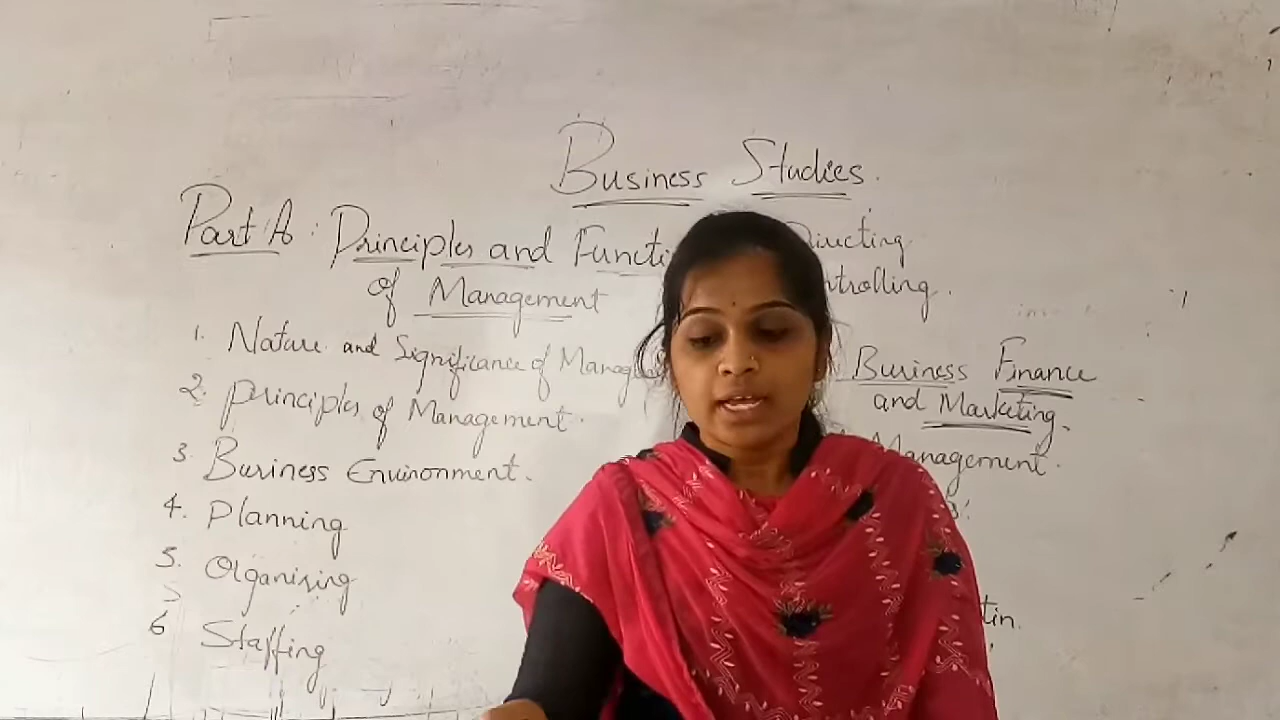 Business Studies.
Part A: Principles and Functi
of Management
1. Nature and Significance of Manage
2. principles of Management.
3 Business Environment.
4. Planning
5. Organising
6 Staffing
Directing
ntrolling.
Business Finance
and Marketing.
Management.